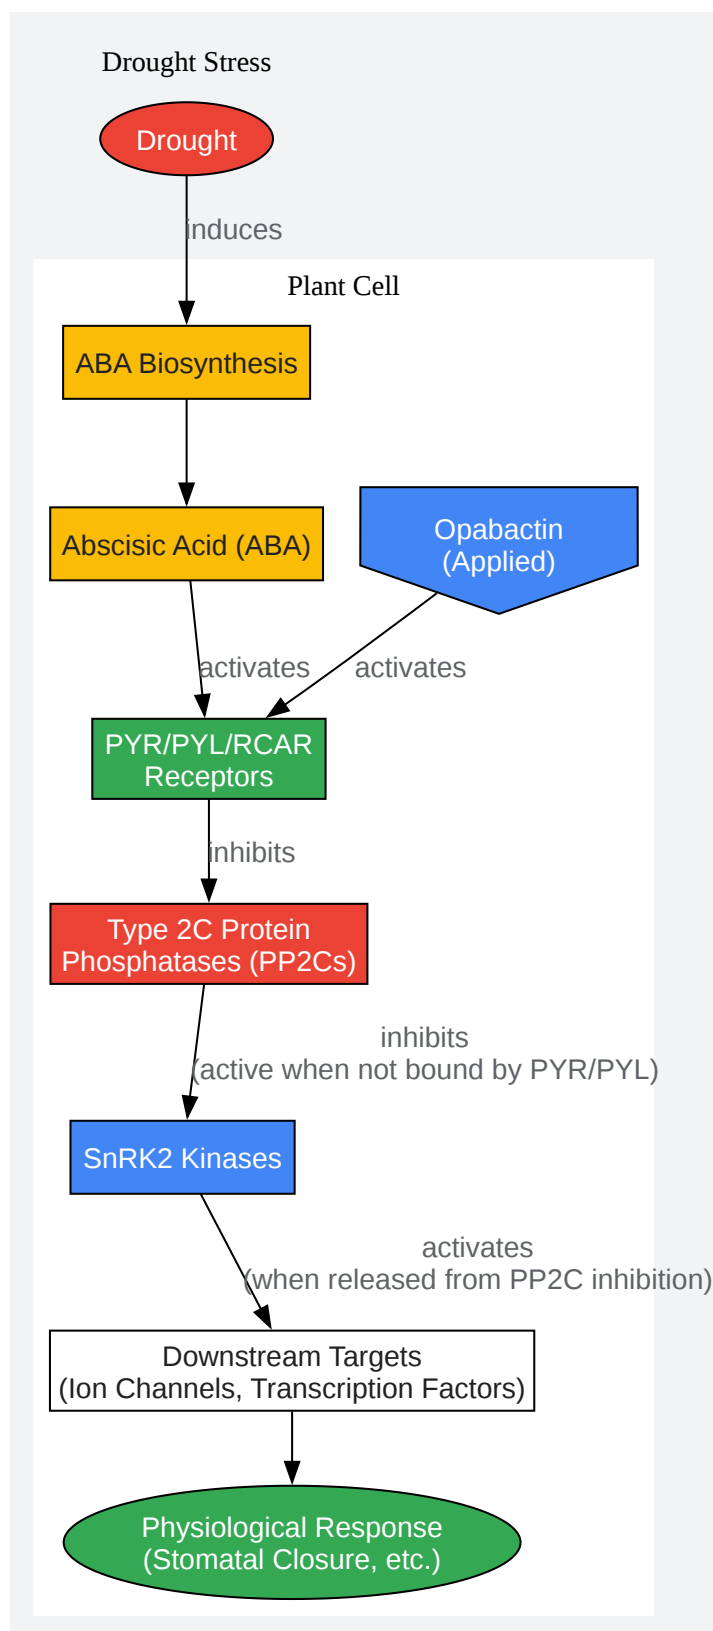 Drought Stress
Drought
induces
Plant Cell
ABA Biosynthesis
Abscisic Acid (ABA)
Opabactin
(Applied)
activates
activates
PYR/PYL/RCAR
Receptors
inhibits
Type 2C Protein
Phosphatases (PP2Cs)
inhibits
(active when not bound by PYR/PYL)
SnRK2 Kinases
activates
(when released from PP2C inhibition)
Downstream Targets
(Ion Channels, Transcription Factors)
Physiological Response
(Stomatal Closure, etc.)